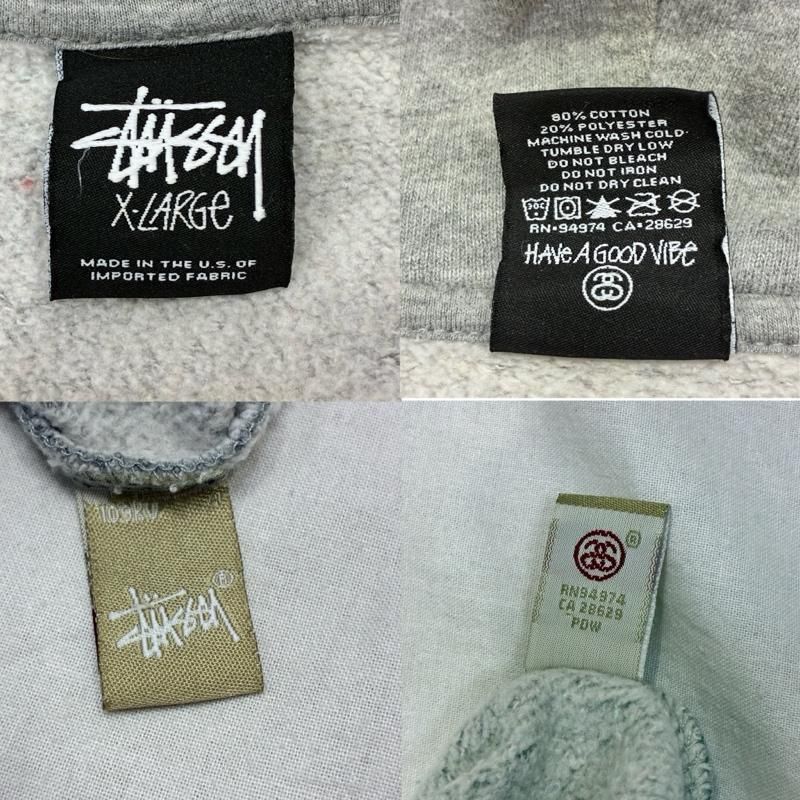 STÜSSY
X-LARGE
MADE IN THE U.S. OF
IMPORTED FABRIC
80% COTTON
20% POLYESTER
MACHINE WASH COLD·
TUMBLE DRY LOW
DO NOT BLEACH
DO NOT IRON
DO NOT DRY CLEAN
30C
RN·94974 CA·28629
HAVE A GOOD VIBE
STÜSSY ®
®
RN94974
CA 28629
PDW